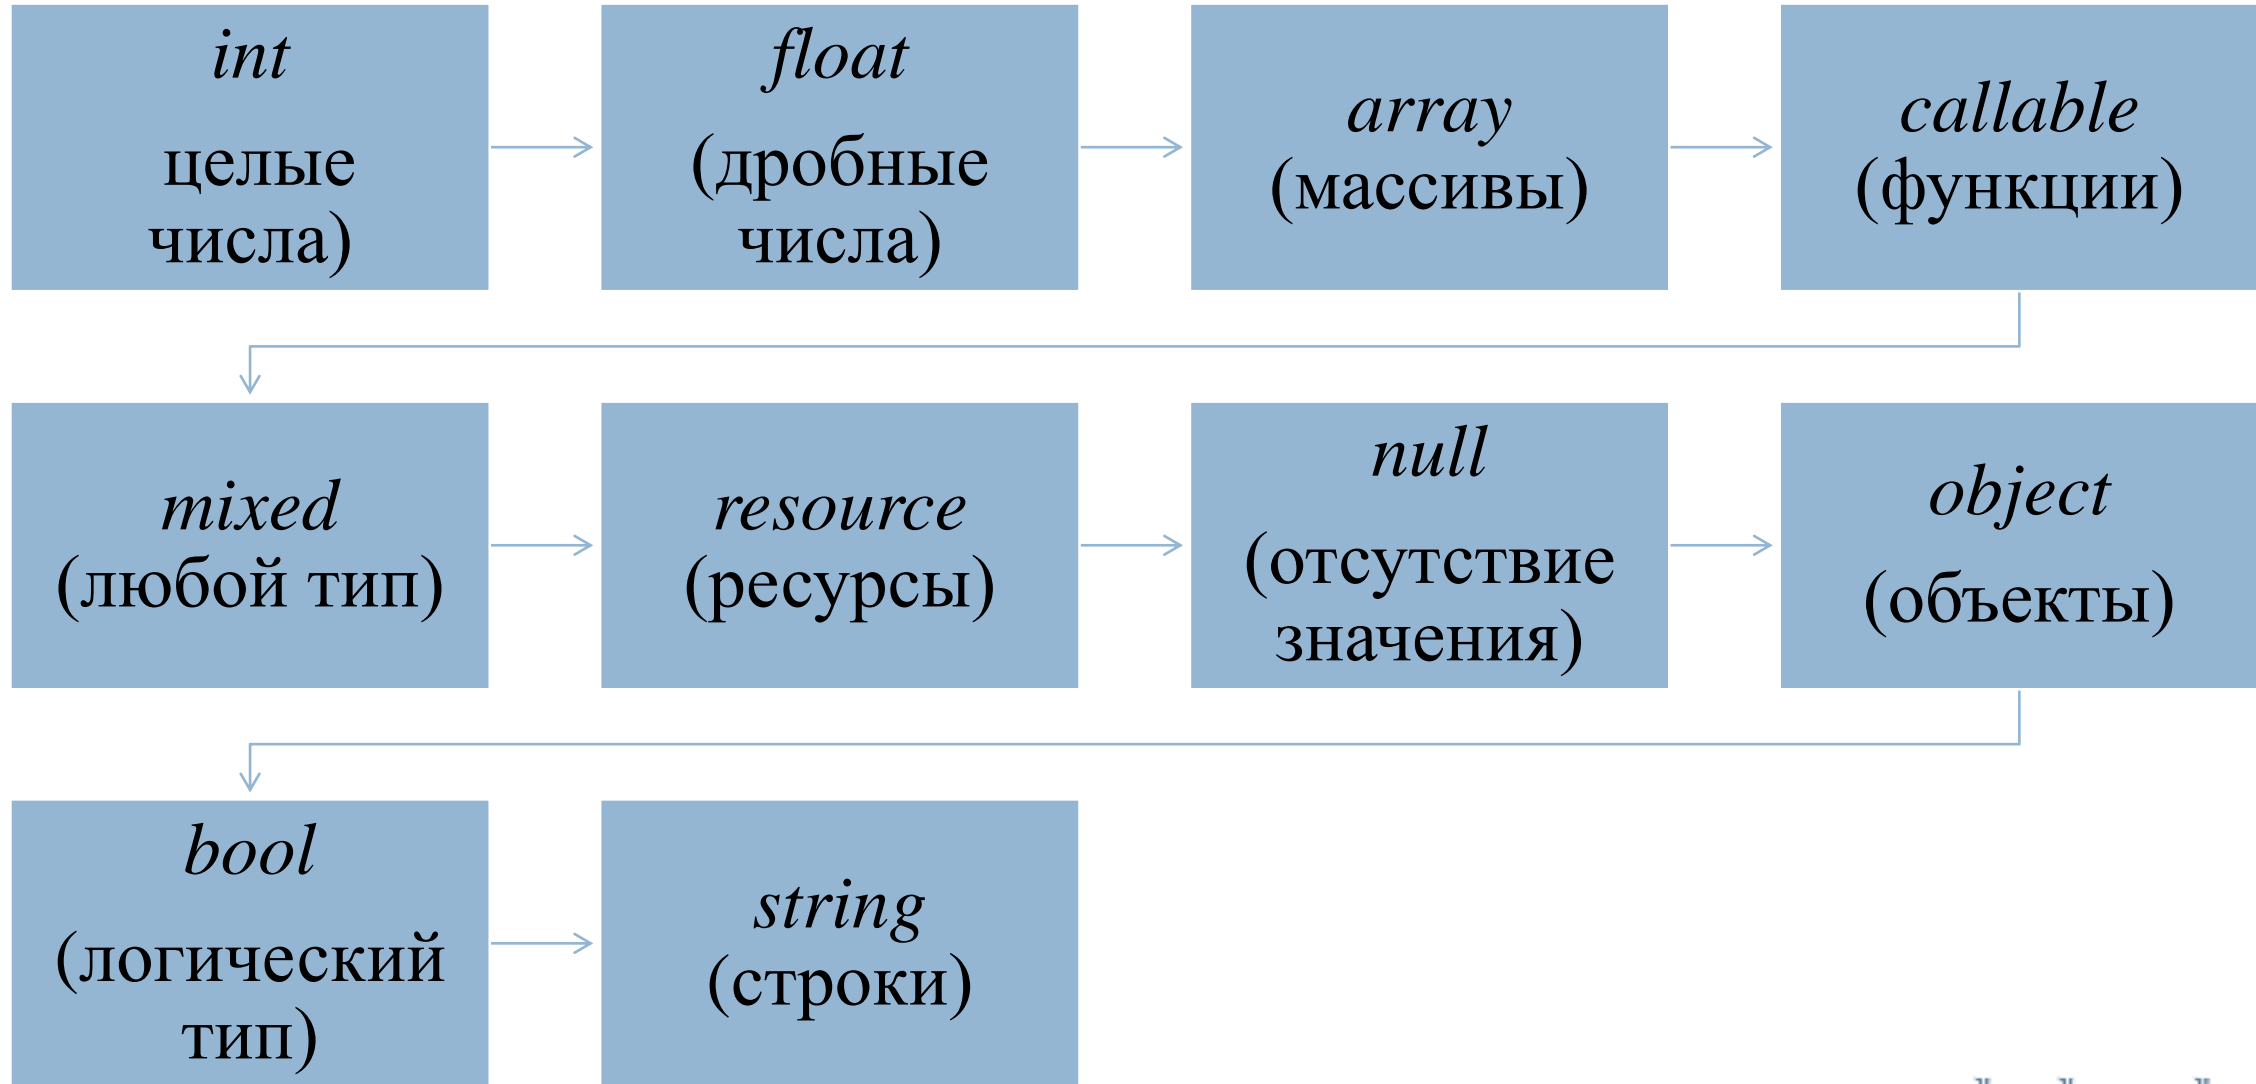 int
целые
числа)
float
(дробные
числа)
array
(массивы)
callable
(функции)
mixed
(любой тип)
resource
(ресурсы)
null
(отсутствие
значения)
object
(объекты)
bool
(логический
тип)
string
(строки)